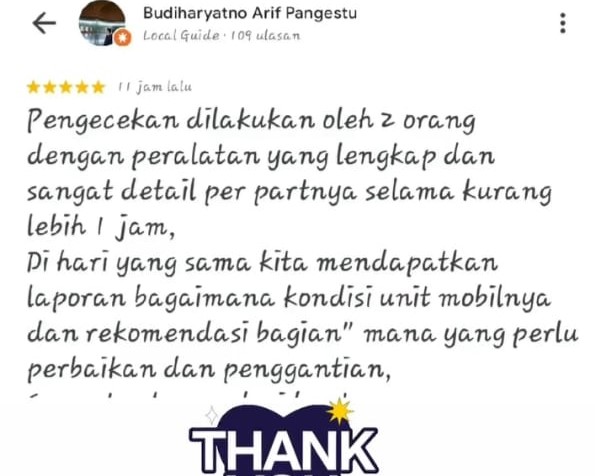 Budiharyatno Arif Pangestu
Local Guide · 109 ulasan
11 jam lalu
Pengecekan dilakukan oleh 2 orang
dengan peralatan yang lengkap dan
sangat detail per partnya selama kurang
lebih 1 jam,
Di hari yang sama kita mendapatkan
laporan bagaimana kondisi unit mobilnya
dan rekomendasi bagian" mana yang perlu
perbaikan dan penggantian,
THANK